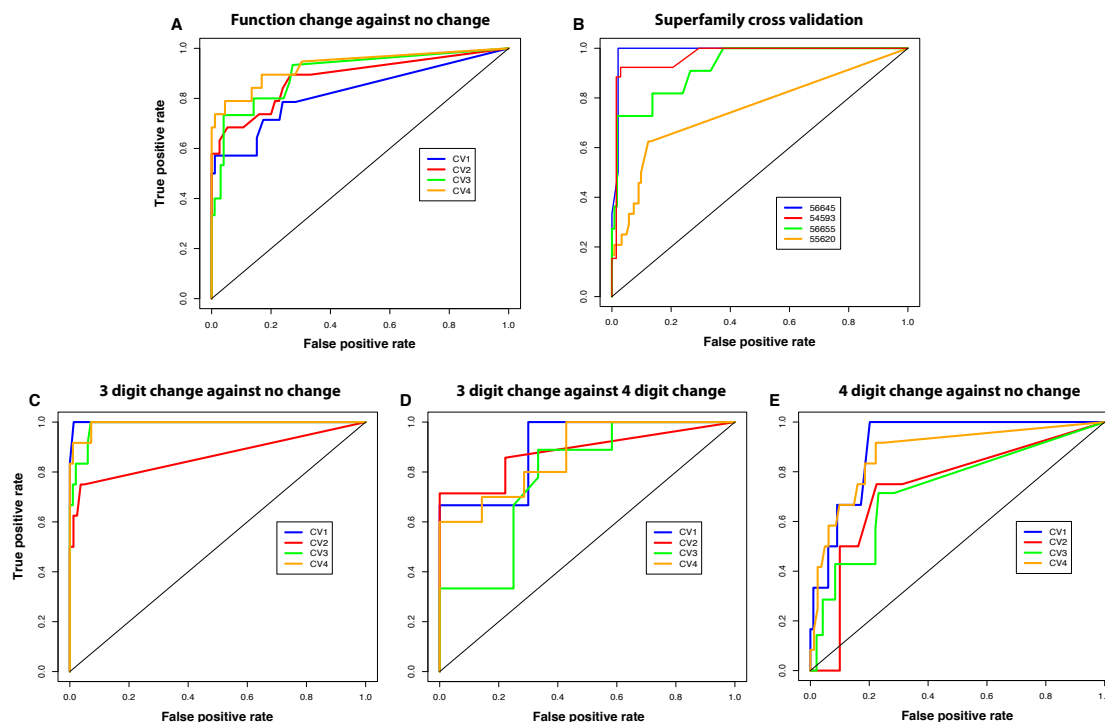 A Function change against no change
True positive rate
1.0
0.8
0.6
0.4
0.2
0.0
CV1
CV2
CV3
CV4
0.0 0.2 0.4 0.6 0.8 1.0
False positive rate
B Superfamily cross validation
1.0
0.8
0.6
0.4
0.2
0.0
56645
54593
56655
55620
0.0 0.2 0.4 0.6 0.8 1.0
False positive rate
C 3 digit change against no change
True positive rate
1.0
0.8
0.6
0.4
0.2
0.0
CV1
CV2
CV3
CV4
0.0 0.2 0.4 0.6 0.8 1.0
False positive rate
D 3 digit change against 4 digit change
1.0
0.8
0.6
0.4
0.2
0.0
CV1
CV2
CV3
CV4
0.0 0.2 0.4 0.6 0.8 1.0
False positive rate
E 4 digit change against no change
1.0
0.8
0.6
0.4
0.2
0.0
CV1
CV2
CV3
CV4
0.0 0.2 0.4 0.6 0.8 1.0
False positive rate